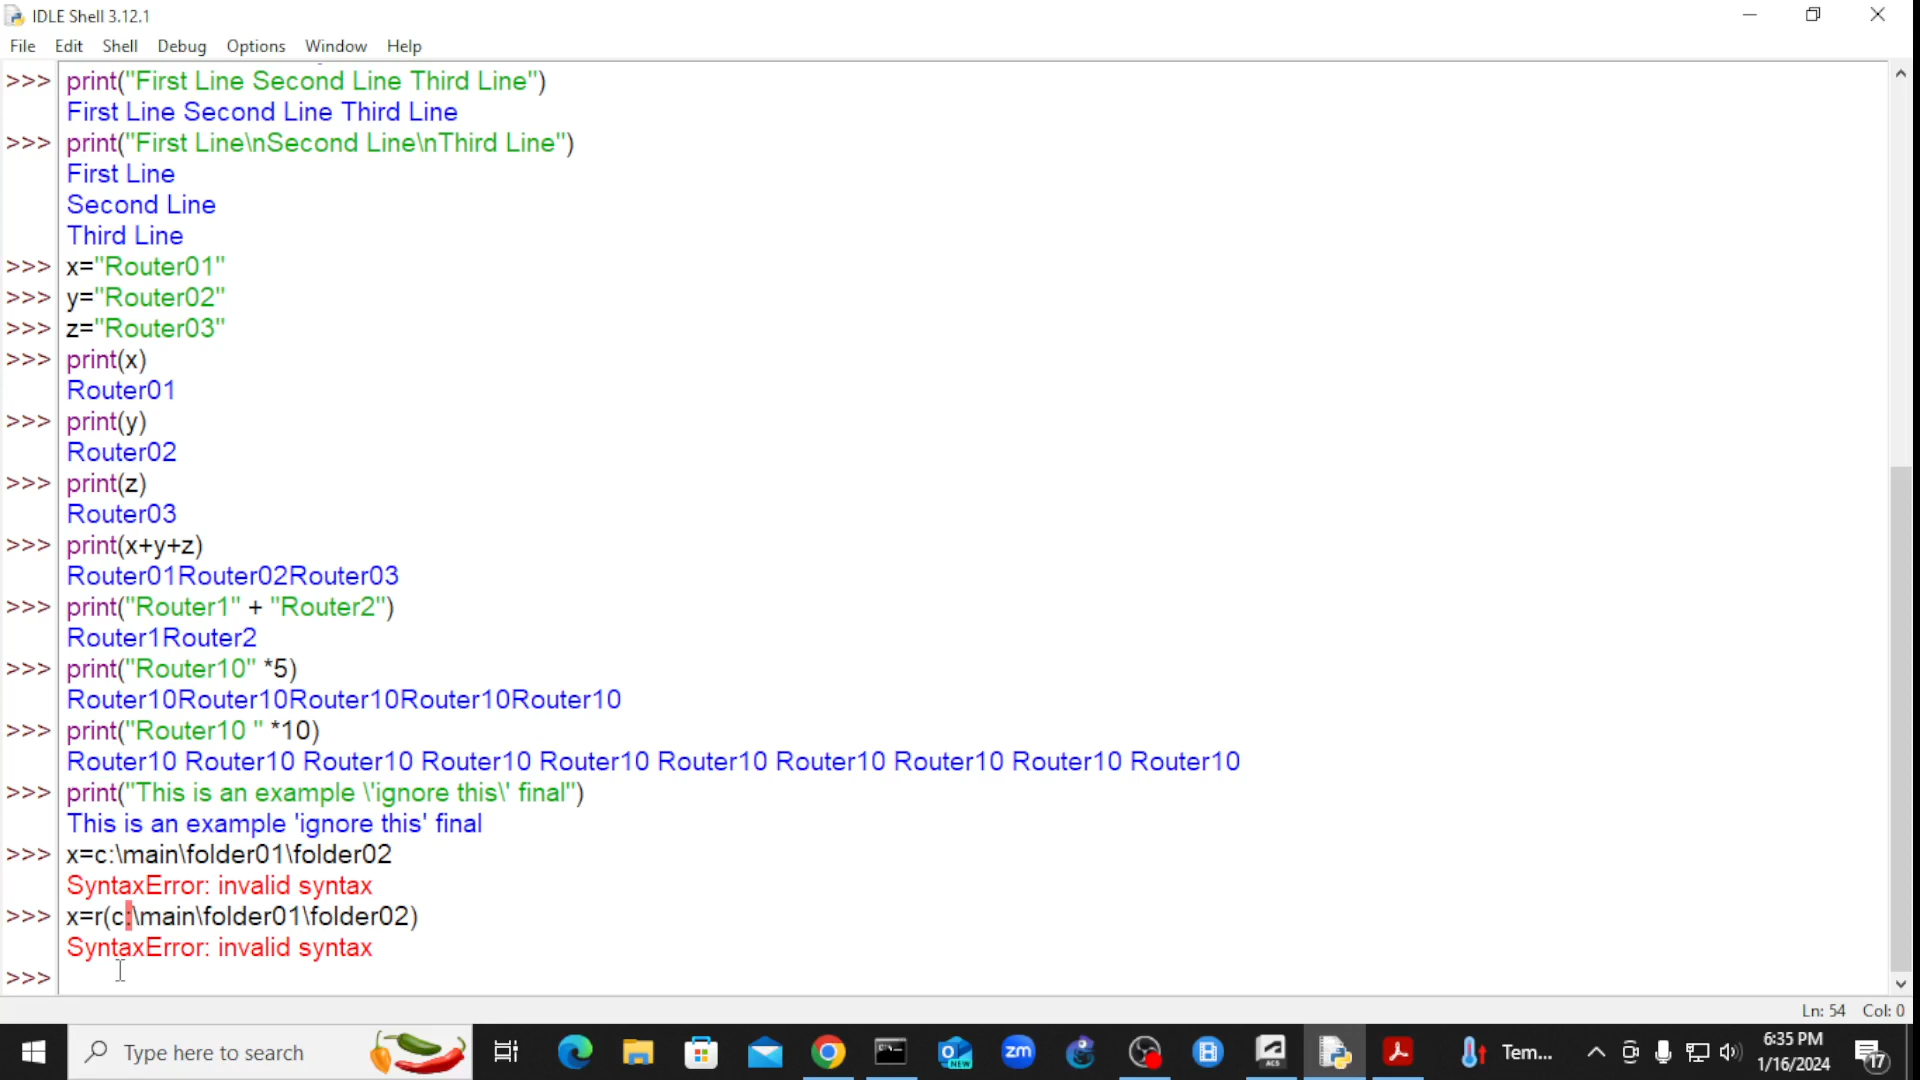 IDLE Shell 3.12.1
File Edit Shell Debug Options Window Help
>>> print("First Line Second Line Third Line")
First Line Second Line Third Line
>>> print("First Line\nSecond Line\nThird Line")
First Line
Second Line
Third Line
>>> x="Router01"
>>> y="Router02"
>>> z="Router03"
>>> print(x)
Router01
>>> print(y)
Router02
>>> print(z)
Router03
>>> print(x+y+z)
Router01Router02Router03
>>> print("Router1" + "Router2")
Router1Router2
>>> print("Router10" *5)
Router10Router10Router10Router10Router10
>>> print("Router10 " *10)
Router10 Router10 Router10 Router10 Router10 Router10 Router10 Router10 Router10 Router10
>>> print("This is an example \'ignore this\' final")
This is an example 'ignore this' final
>>> x=c:\main\folder01\folder02
SyntaxError: invalid syntax
>>> x=r(c:\main\folder01\folder02)
SyntaxError: invalid syntax
>>>
Ln: 54 Col: 0
Type here to search
NEW
zm
ACS
Tem...
6:35 PM
1/16/2024
17